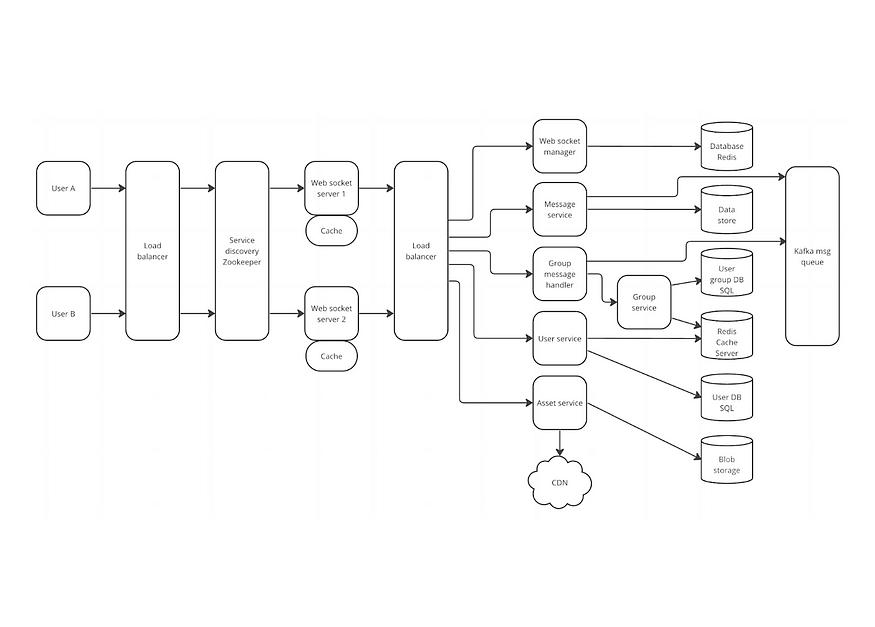 User A
User B
Load
balancer
Service
discovery
Zookeeper
Web socket
server 1
Cache
Web socket
server 2
Cache
Load
balancer
Web socket
manager
Message
service
Group
message
handler
Group
service
User service
Asset service
CDN
Database
Redis
Data
store
User
group DB
SQL
Redis
Cache
Server
User DB
SQL
Blob
storage
Kafka msg
queue